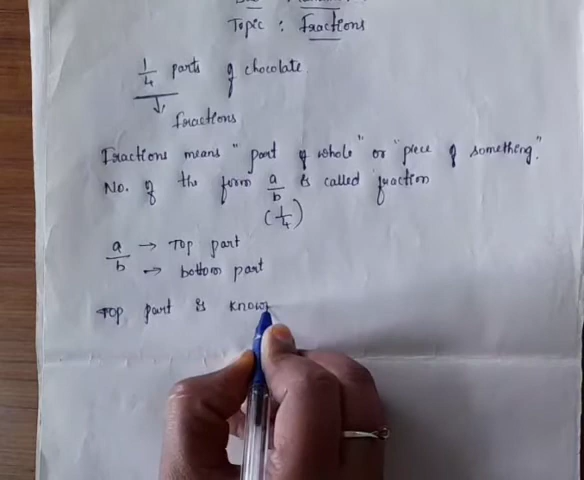 Topic : Fractions
1/4 parts of chocolate
fractions
Fractions means "part of whole" or "piece of something".
No. of the form a/b is called fraction
(1/4)
a/b → Top part
→ bottom part
Top part is know